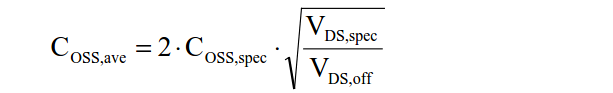 C_OSS,ave = 2 · C_OSS,spec · √(V_DS,spec / V_DS,off)